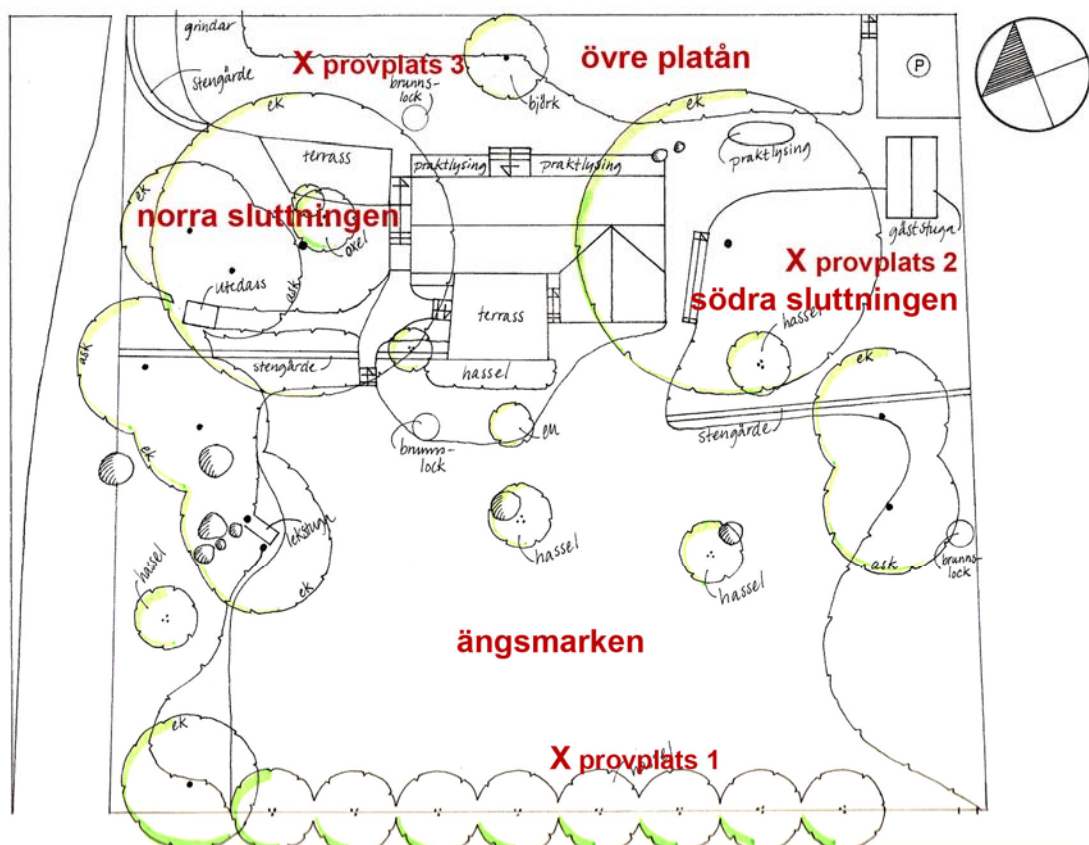 grindar
stengärde
X provplats 3
övre platån
P
brunns-
lock
björk
ek
ek
terrass
praktlysing
praktlysing
praktlysing
ek
norra sluttningen
oxel
ask
gäststuga
X provplats 2
södra sluttningen
utedass
terrass
hassel
ask
stengärde
hassel
ek
stengärde
brunns-
lock
en
ek
lekstuga
hassel
hassel
hassel
ek
ask
brunns-
lock
ängsmarken
ek
X provplats 1